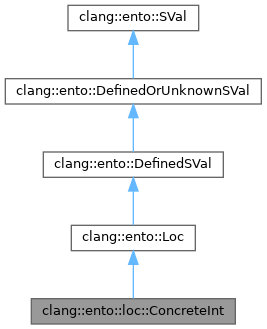 clang::ento::SVal
clang::ento::DefinedOrUnknownSVal
clang::ento::DefinedSVal
clang::ento::Loc
clang::ento::loc::ConcreteInt